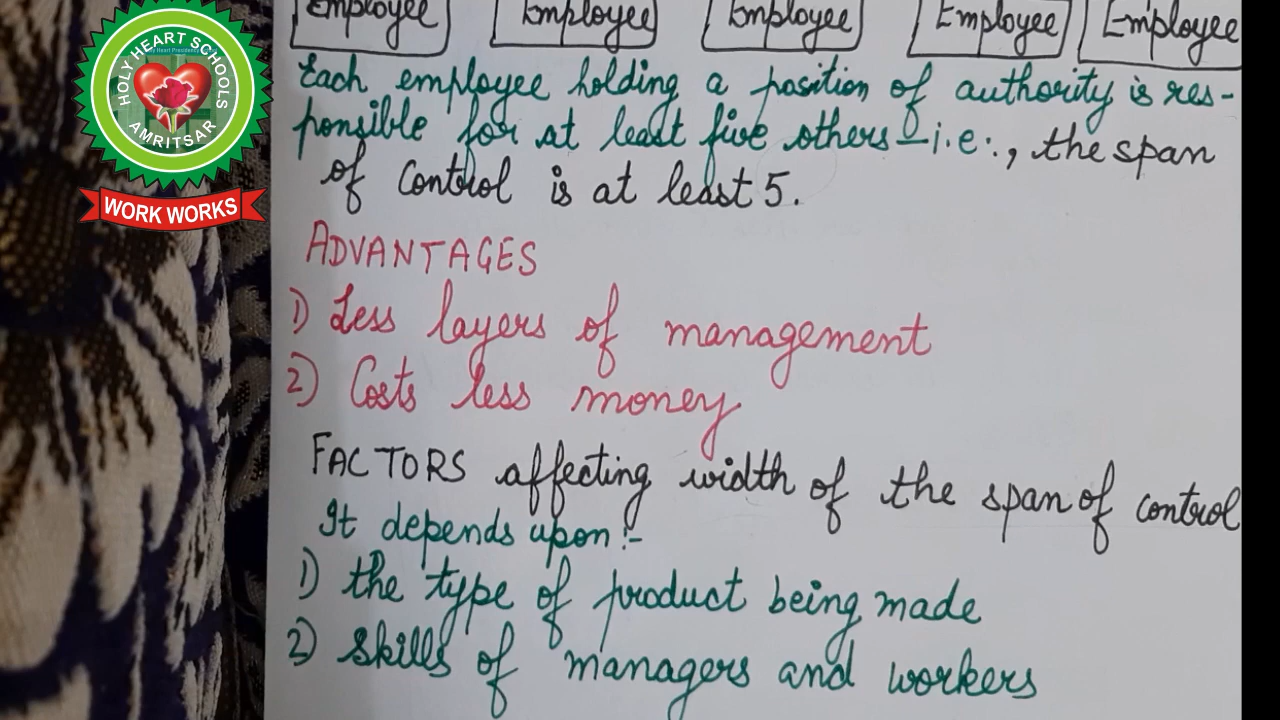 Employee Employee Employee Employee Employee
Each employee holding a position of authority is res-
ponsible for at least five others – i.e., the span
of Control is at least 5.
ADVANTAGES
1) Less layers of management
2) Costs less money
FACTORS affecting width of the span of control
It depends upon:-
1) the type of product being made
2) skills of managers and workers
HOLY HEART SCHOOLS
AMRITSAR
WORK WORKS